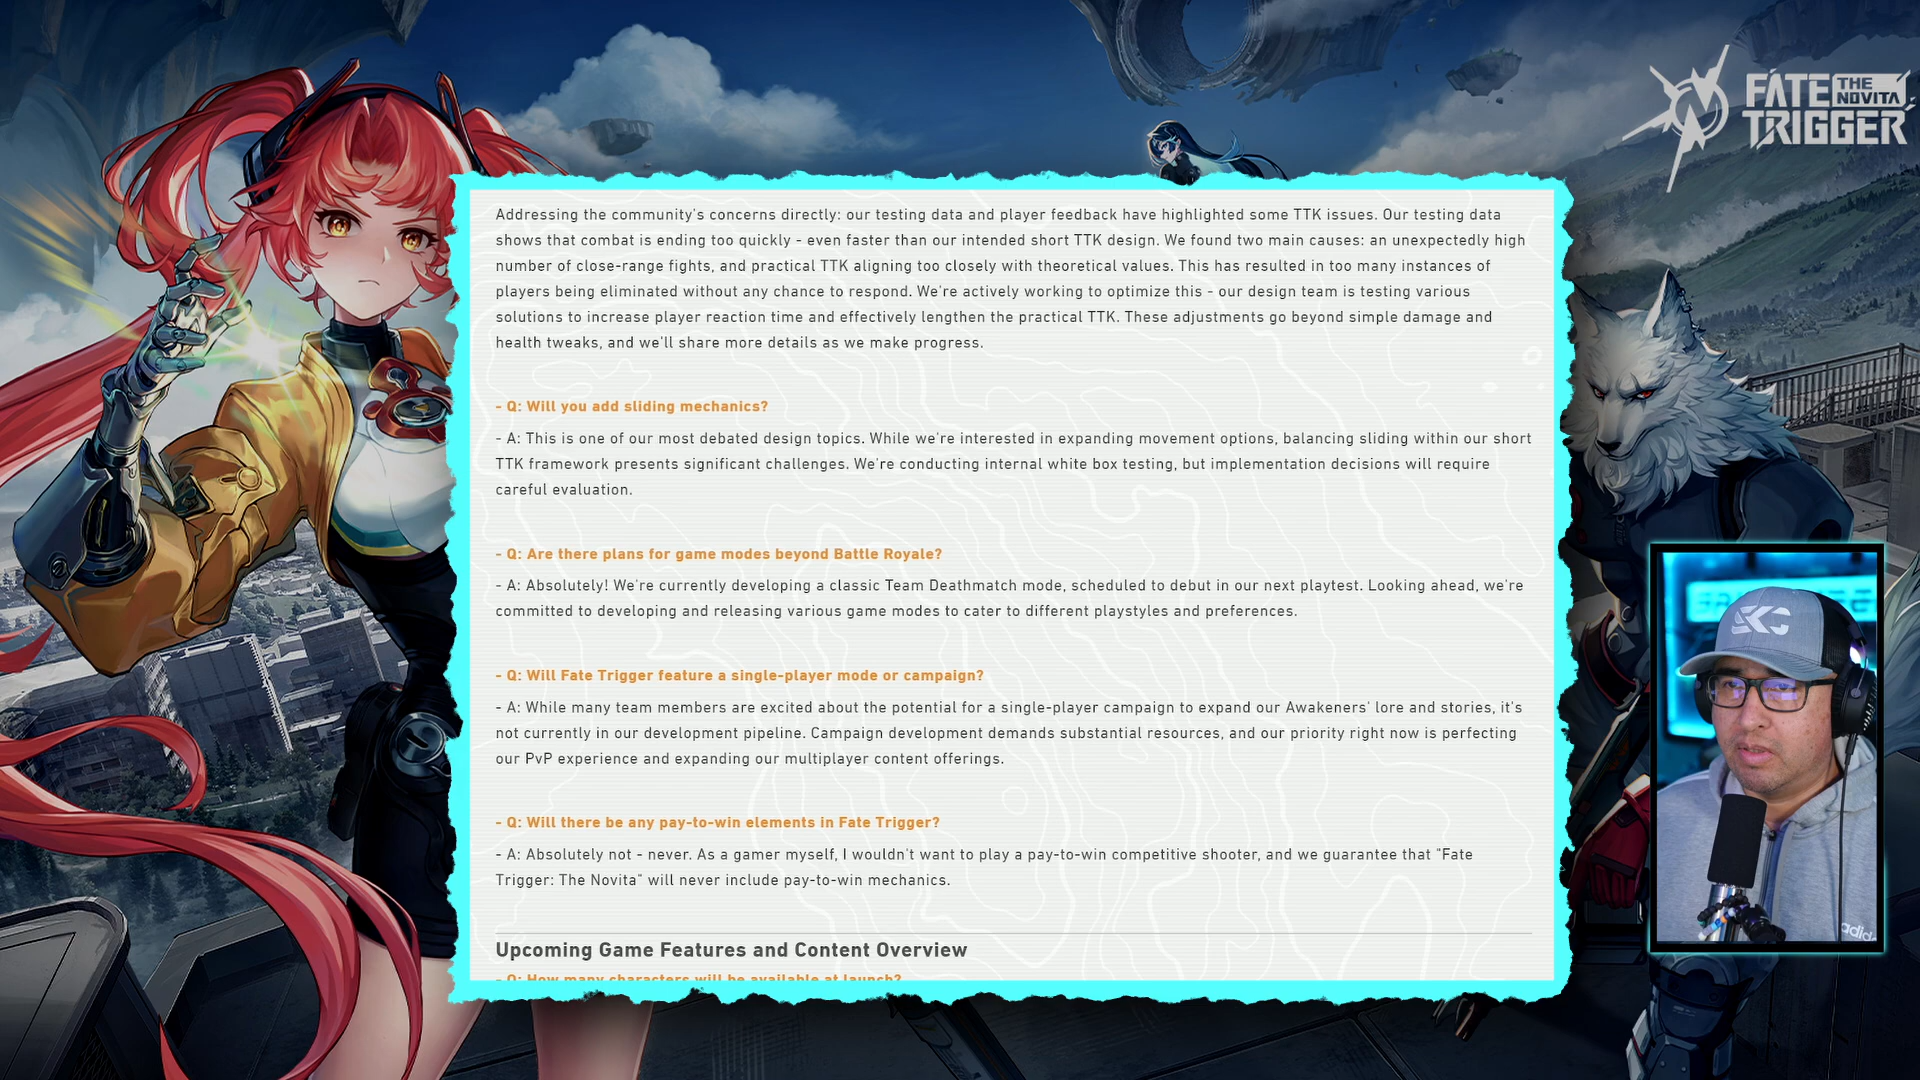 FATE THE
NOVITA
TRIGGER
Addressing the community's concerns directly: our testing data and player feedback have highlighted some TTK issues. Our testing data
shows that combat is ending too quickly - even faster than our intended short TTK design. We found two main causes: an unexpectedly high
number of close-range fights, and practical TTK aligning too closely with theoretical values. This has resulted in too many instances of
players being eliminated without any chance to respond. We're actively working to optimize this - our design team is testing various
solutions to increase player reaction time and effectively lengthen the practical TTK. These adjustments go beyond simple damage and
health tweaks, and we'll share more details as we make progress.
- Q: Will you add sliding mechanics?
- A: This is one of our most debated design topics. While we're interested in expanding movement options, balancing sliding within our short
TTK framework presents significant challenges. We're conducting internal white box testing, but implementation decisions will require
careful evaluation.
- Q: Are there plans for game modes beyond Battle Royale?
- A: Absolutely! We're currently developing a classic Team Deathmatch mode, scheduled to debut in our next playtest. Looking ahead, we're
committed to developing and releasing various game modes to cater to different playstyles and preferences.
- Q: Will Fate Trigger feature a single-player mode or campaign?
- A: While many team members are excited about the potential for a single-player campaign to expand our Awakeners' lore and stories, it's
not currently in our development pipeline. Campaign development demands substantial resources, and our priority right now is perfecting
our PvP experience and expanding our multiplayer content offerings.
- Q: Will there be any pay-to-win elements in Fate Trigger?
- A: Absolutely not - never. As a gamer myself, I wouldn't want to play a pay-to-win competitive shooter, and we guarantee that "Fate
Trigger: The Novita" will never include pay-to-win mechanics.
Upcoming Game Features and Content Overview
- Q: How many characters will be available at launch?
SKG
adidas